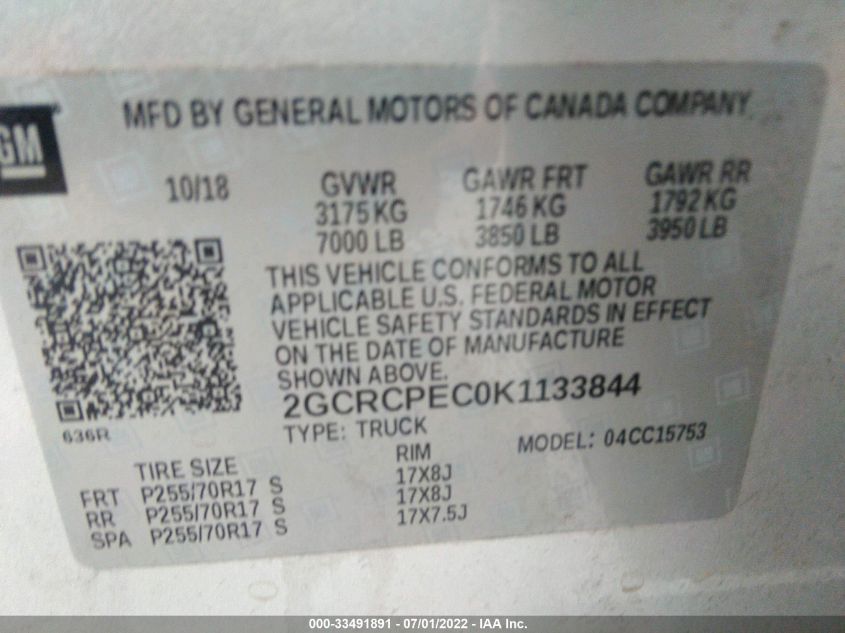 MFD BY GENERAL MOTORS OF CANADA COMPANY
GM
10/18 GVWR GAWR FRT GAWR RR
3175 KG 1746 KG 1792 KG
7000 LB 3850 LB 3950 LB
THIS VEHICLE CONFORMS TO ALL
APPLICABLE U.S. FEDERAL MOTOR
VEHICLE SAFETY STANDARDS IN EFFECT
ON THE DATE OF MANUFACTURE
SHOWN ABOVE.
2GCRCPEC0K1133844
636R
TYPE: TRUCK MODEL: 04CC15753
TIRE SIZE RIM
FRT P255/70R17 S 17X8J
RR P255/70R17 S 17X8J
SPA P255/70R17 S 17X7.5J
000-33491891 - 07/01/2022 - IAA Inc.